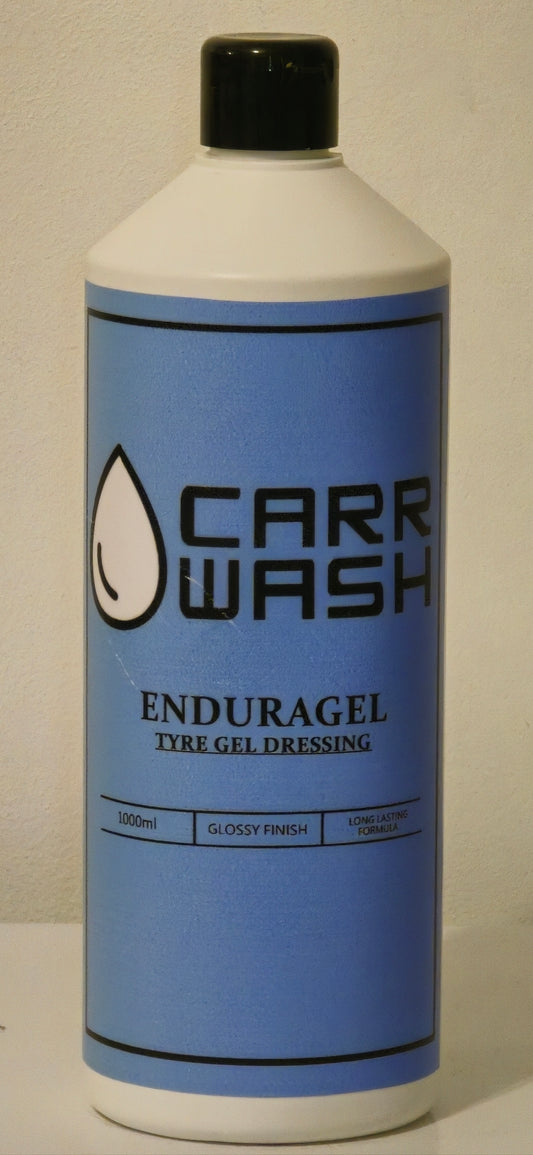 CARR
WASH
ENDURAGEL
TYRE GEL DRESSING
1000ml
GLOSSY FINISH
LONG LASTING
FORMULA